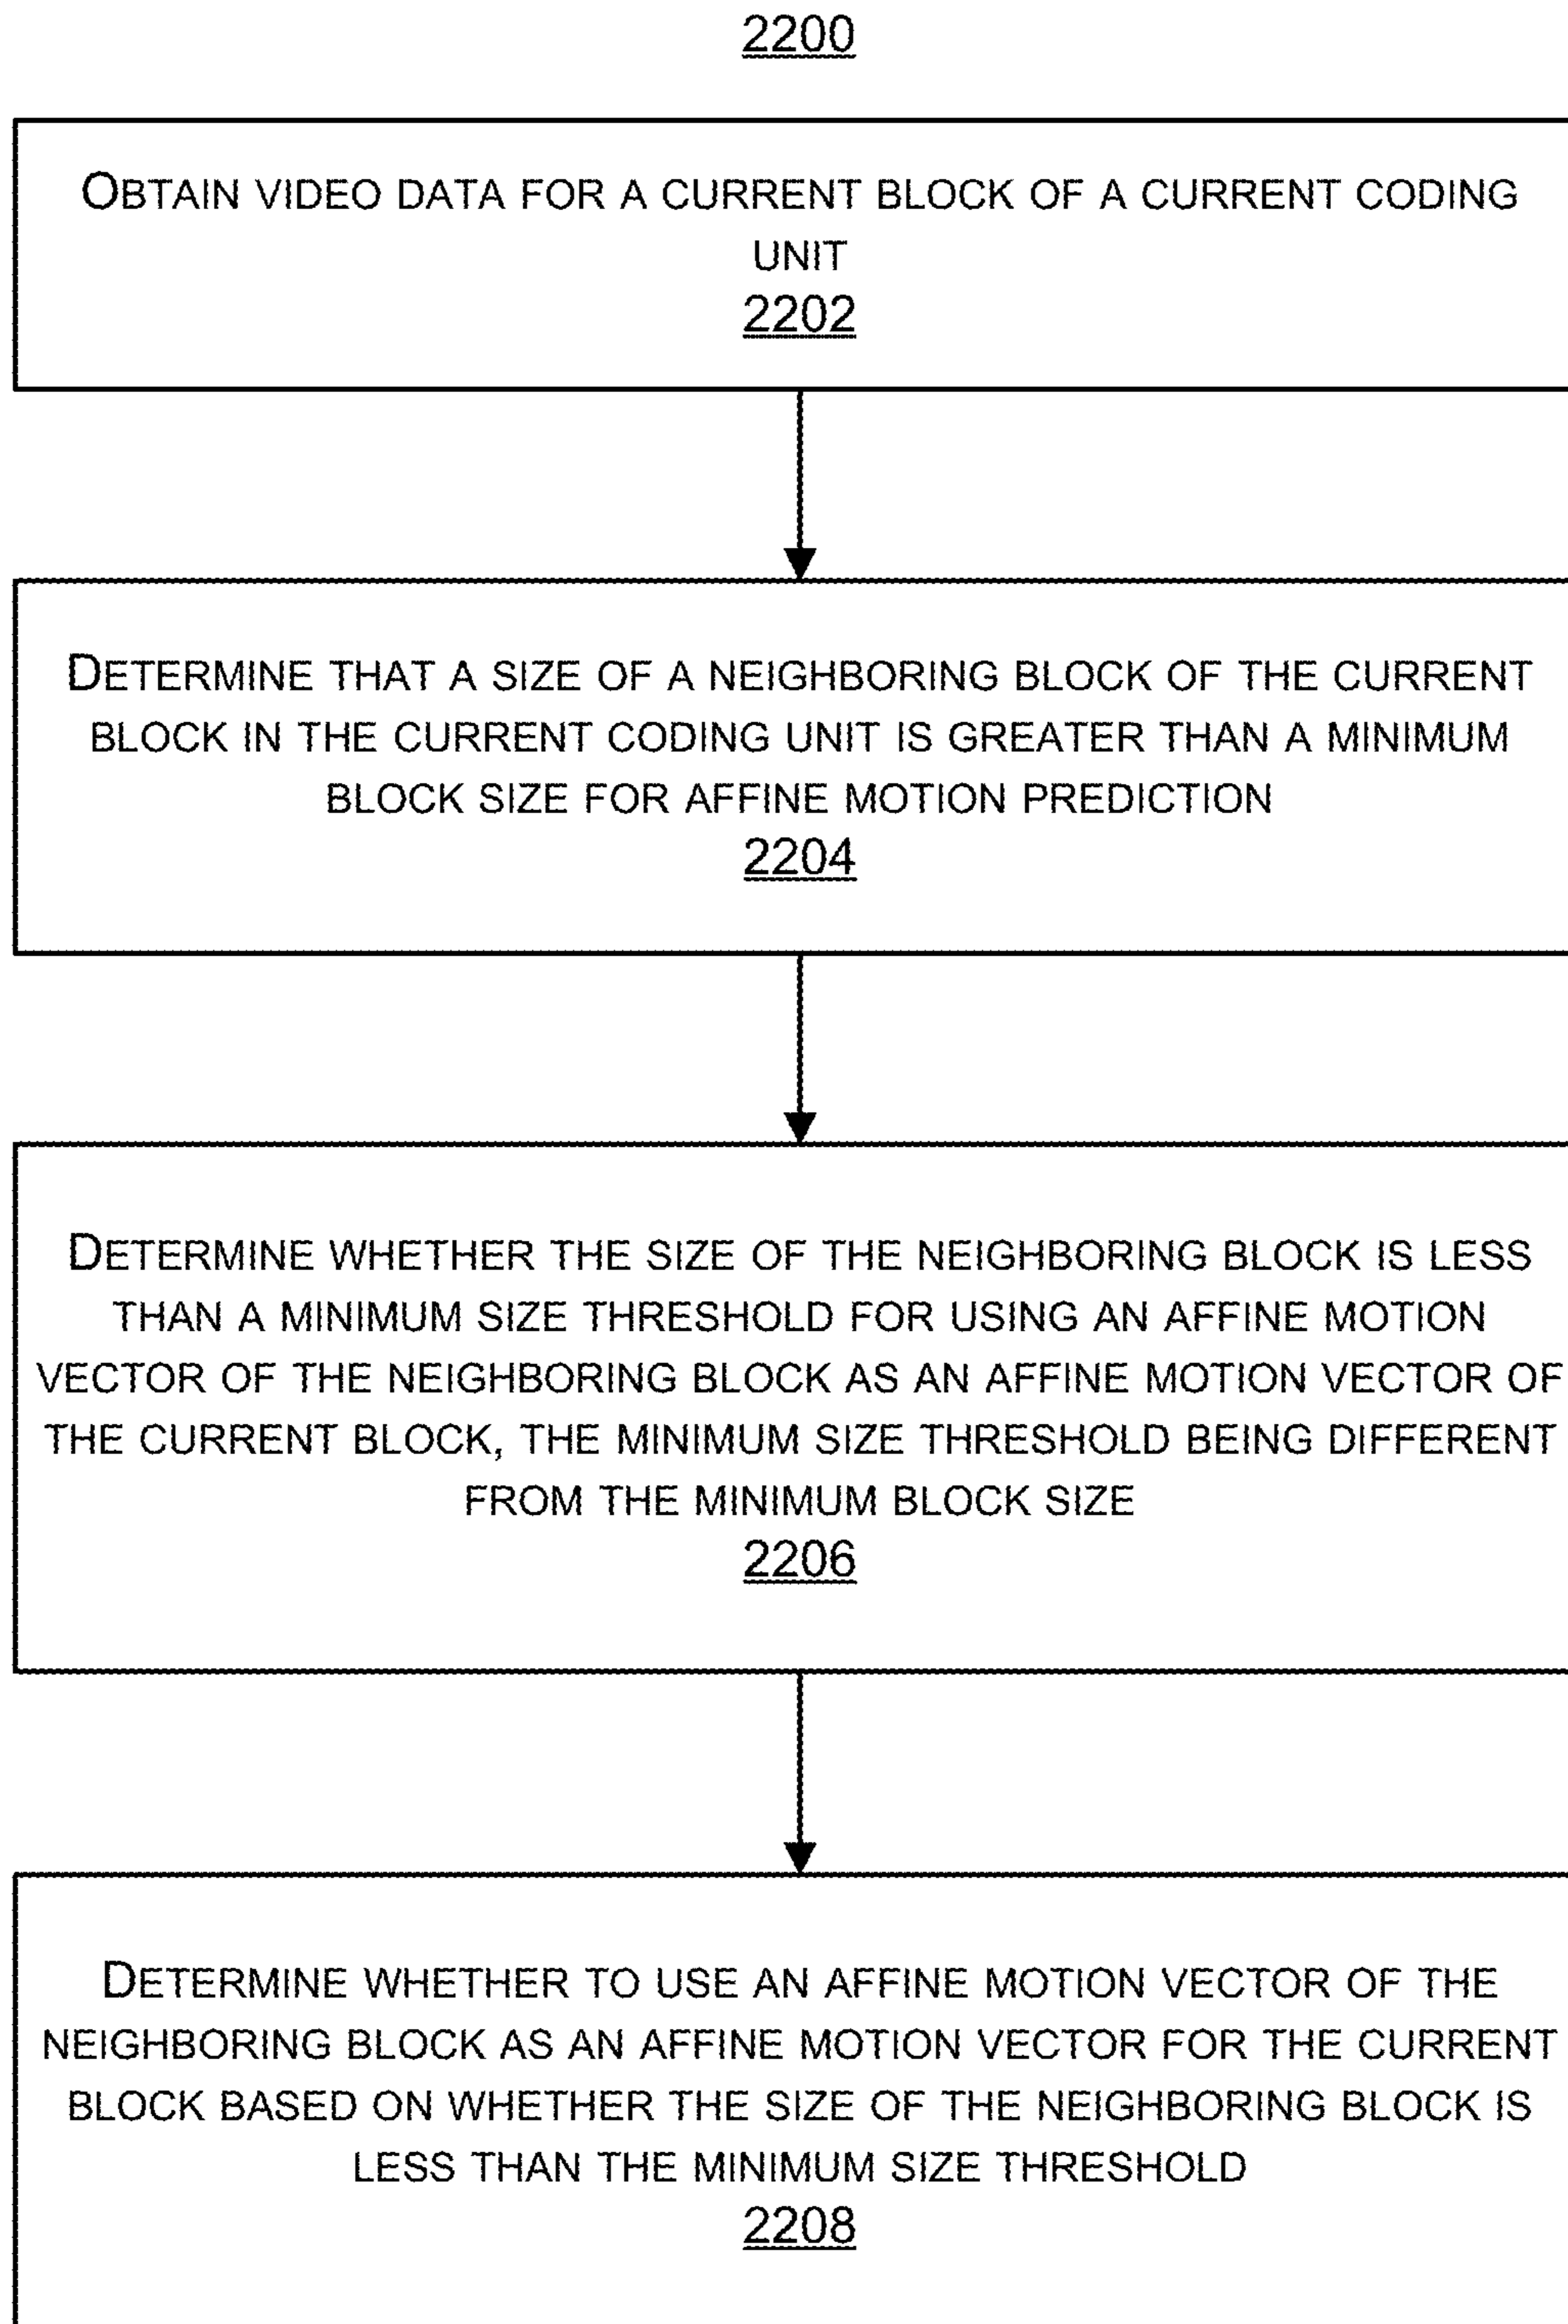 2200
OBTAIN VIDEO DATA FOR A CURRENT BLOCK OF A CURRENT CODING
UNIT
2202
DETERMINE THAT A SIZE OF A NEIGHBORING BLOCK OF THE CURRENT
BLOCK IN THE CURRENT CODING UNIT IS GREATER THAN A MINIMUM
BLOCK SIZE FOR AFFINE MOTION PREDICTION
2204
DETERMINE WHETHER THE SIZE OF THE NEIGHBORING BLOCK IS LESS
THAN A MINIMUM SIZE THRESHOLD FOR USING AN AFFINE MOTION
VECTOR OF THE NEIGHBORING BLOCK AS AN AFFINE MOTION VECTOR OF
THE CURRENT BLOCK, THE MINIMUM SIZE THRESHOLD BEING DIFFERENT
FROM THE MINIMUM BLOCK SIZE
2206
DETERMINE WHETHER TO USE AN AFFINE MOTION VECTOR OF THE
NEIGHBORING BLOCK AS AN AFFINE MOTION VECTOR FOR THE CURRENT
BLOCK BASED ON WHETHER THE SIZE OF THE NEIGHBORING BLOCK IS
LESS THAN THE MINIMUM SIZE THRESHOLD
2208